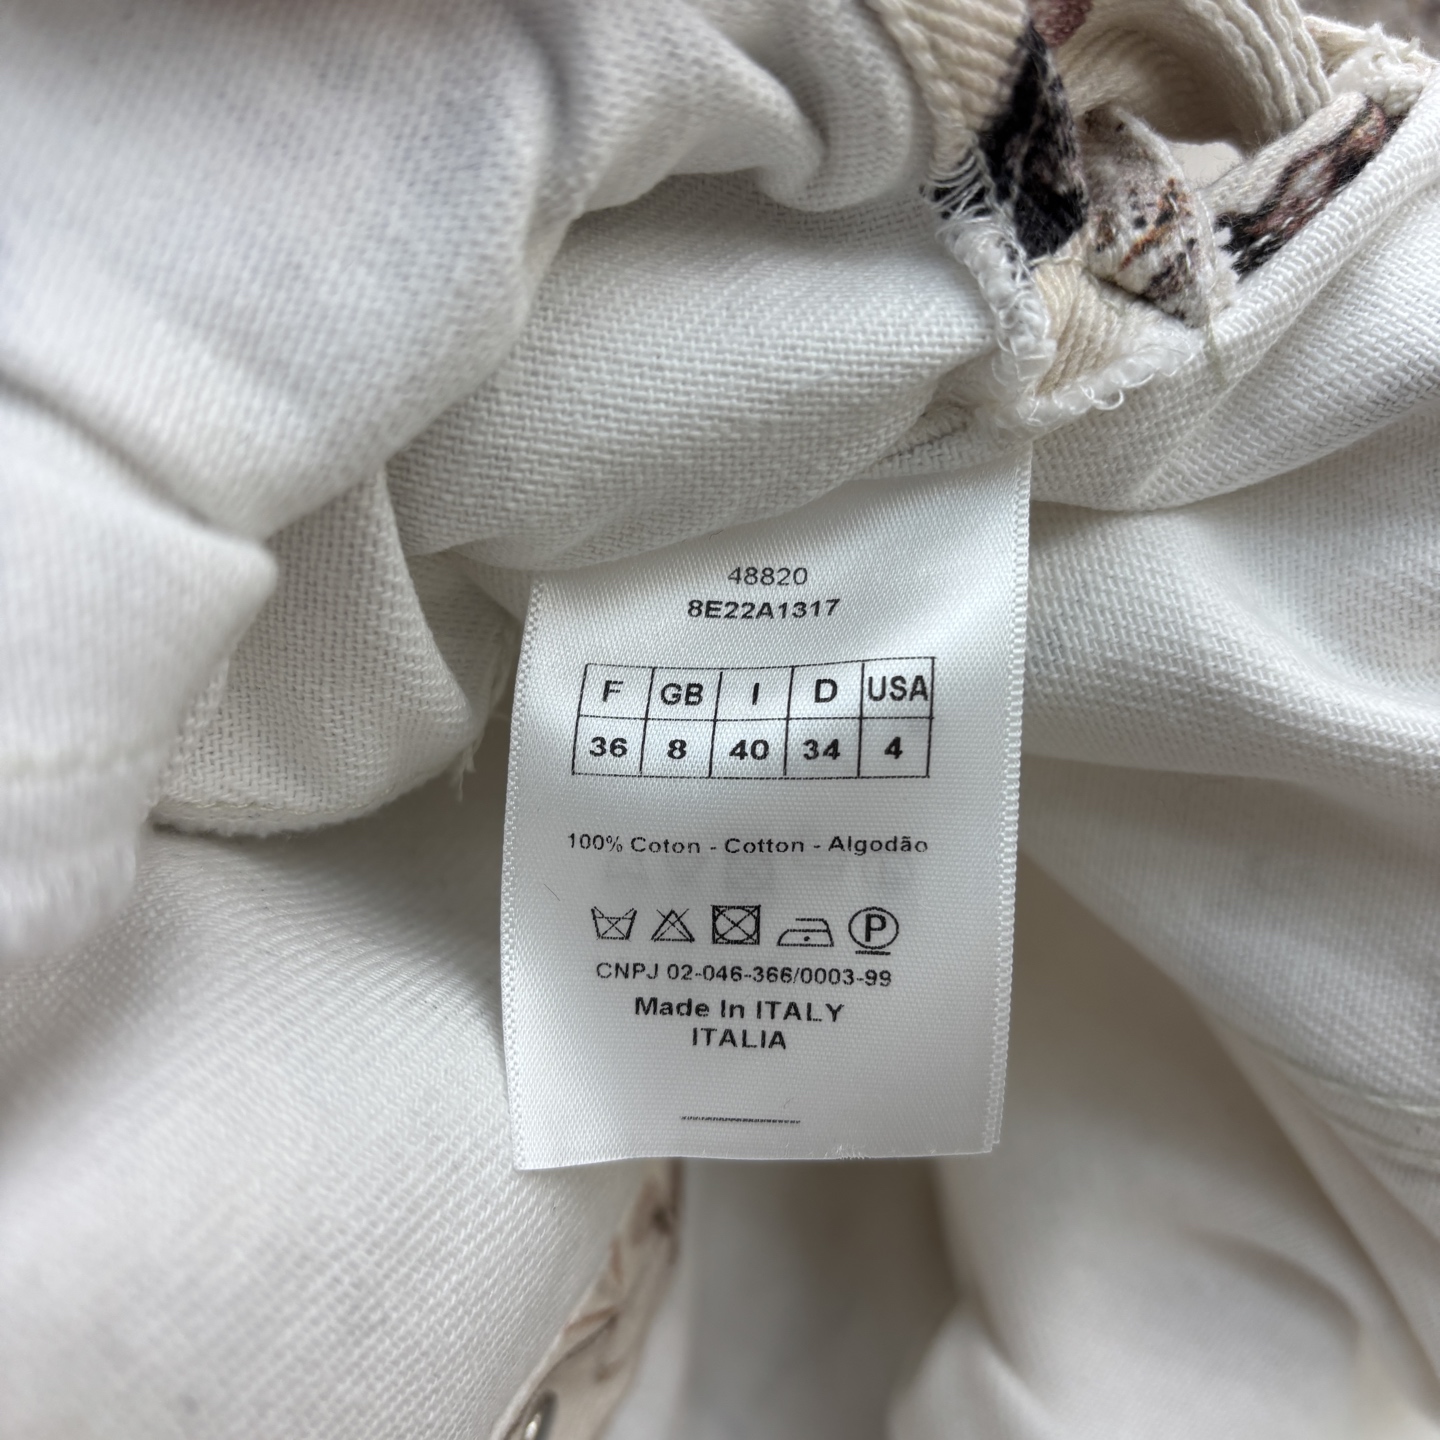 48820
8E22A1317
F GB I D USA
36 8 40 34 4
100% Coton - Cotton - Algodão
P
CNPJ 02-046-366/0003-99
Made In ITALY
ITALIA